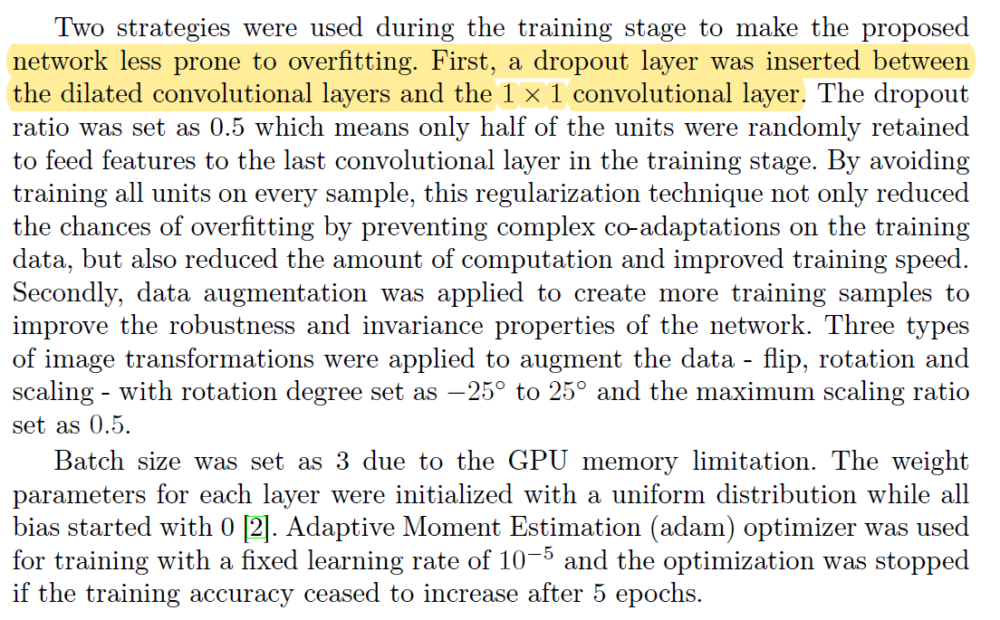 Two strategies were used during the training stage to make the proposed
network less prone to overfitting. First, a dropout layer was inserted between
the dilated convolutional layers and the 1 × 1 convolutional layer. The dropout
ratio was set as 0.5 which means only half of the units were randomly retained
to feed features to the last convolutional layer in the training stage. By avoiding
training all units on every sample, this regularization technique not only reduced
the chances of overfitting by preventing complex co-adaptations on the training
data, but also reduced the amount of computation and improved training speed.
Secondly, data augmentation was applied to create more training samples to
improve the robustness and invariance properties of the network. Three types
of image transformations were applied to augment the data - flip, rotation and
scaling - with rotation degree set as −25° to 25° and the maximum scaling ratio
set as 0.5.
Batch size was set as 3 due to the GPU memory limitation. The weight
parameters for each layer were initialized with a uniform distribution while all
bias started with 0 [2]. Adaptive Moment Estimation (adam) optimizer was used
for training with a fixed learning rate of 10⁻⁵ and the optimization was stopped
if the training accuracy ceased to increase after 5 epochs.